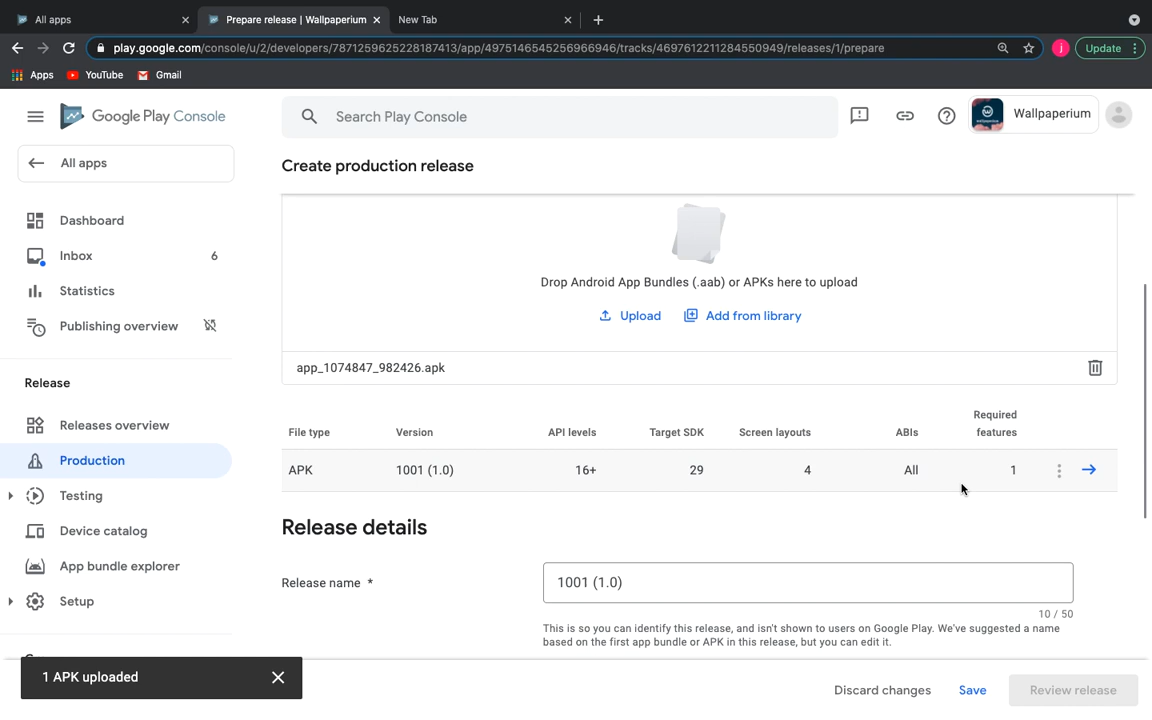 All apps
Prepare release | Wallpaperium
New Tab
play.google.com/console/u/2/developers/7871259625228187413/app/4975146545256966946/tracks/4697612211284550949/releases/1/prepare
j
Update
Apps
YouTube
Gmail
Google Play Console
Search Play Console
Wallpaperium
All apps
Create production release
Dashboard
Inbox 6
Statistics
Publishing overview
Release
Releases overview
Production
Testing
Device catalog
App bundle explorer
Setup
Drop Android App Bundles (.aab) or APKs here to upload
Upload
Add from library
app_1074847_982426.apk
File type Version API levels Target SDK Screen layouts ABIs Required features
APK 1001 (1.0) 16+ 29 4 All 1
Release details
Release name *
1001 (1.0)
10 / 50
This is so you can identify this release, and isn't shown to users on Google Play. We've suggested a name
based on the first app bundle or APK in this release, but you can edit it.
1 APK uploaded
Discard changes
Save
Review release